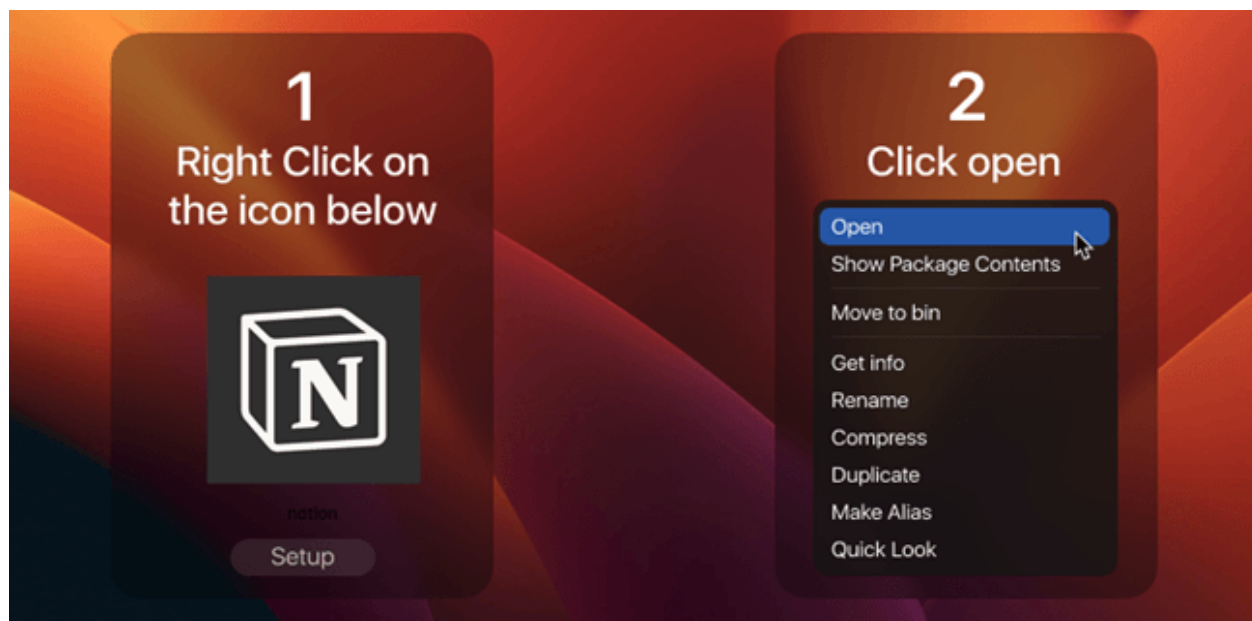 1
Right Click on
the icon below
N
notion
Setup
2
Click open
Open
Show Package Contents
Move to bin
Get info
Rename
Compress
Duplicate
Make Alias
Quick Look